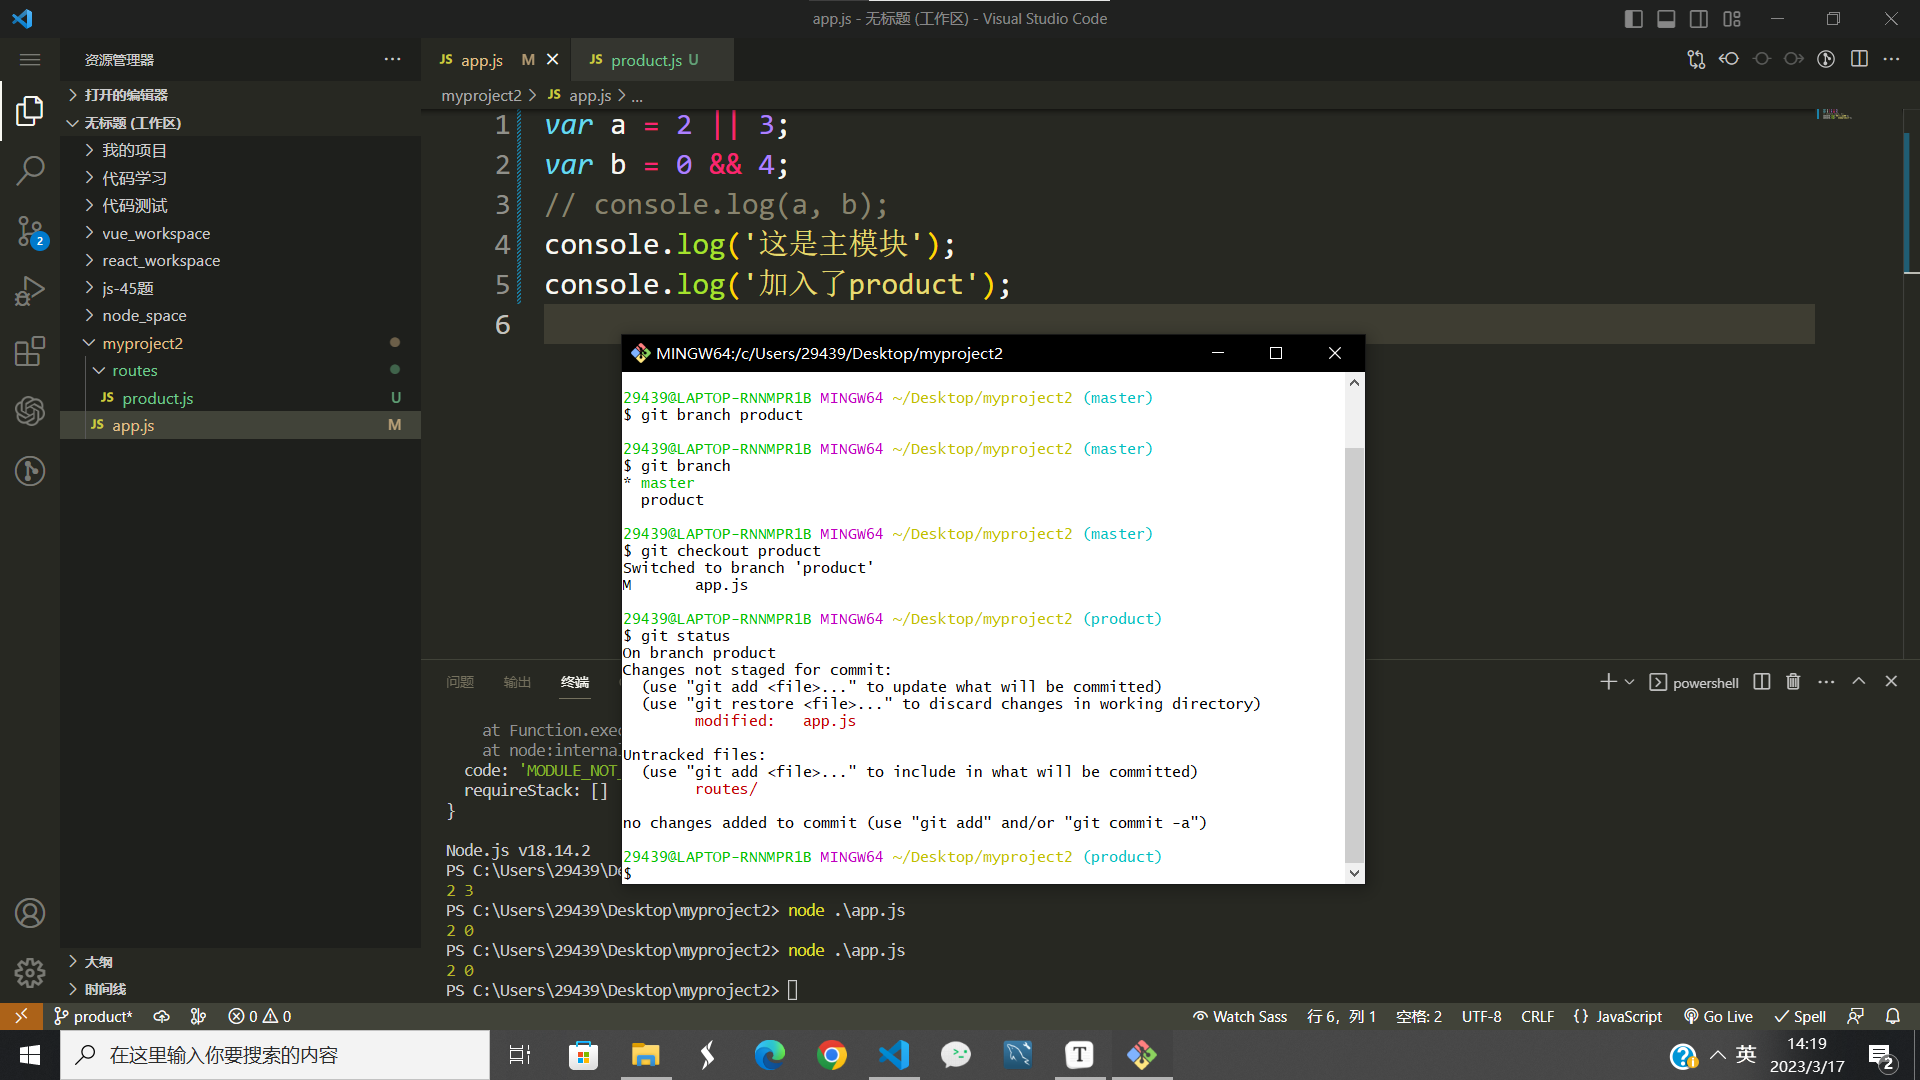 app.js - 无标题 (工作区) - Visual Studio Code
资源管理器
打开的编辑器
无标题 (工作区)
我的项目
代码学习
代码测试
vue_workspace
react_workspace
js-45题
node_space
myproject2
routes
JS product.js U
JS app.js M
大纲
时间线
2
JS app.js M
JS product.js U
myproject2 > JS app.js > ...
1 var a = 2 || 3;
2 var b = 0 && 4;
3 // console.log(a, b);
4 console.log('这是主模块');
5 console.log('加入了product');
6
MINGW64:/c/Users/29439/Desktop/myproject2
29439@LAPTOP-RNNMPR1B MINGW64 ~/Desktop/myproject2 (master)
$ git branch product
29439@LAPTOP-RNNMPR1B MINGW64 ~/Desktop/myproject2 (master)
$ git branch
* master
product
29439@LAPTOP-RNNMPR1B MINGW64 ~/Desktop/myproject2 (master)
$ git checkout product
Switched to branch 'product'
M app.js
29439@LAPTOP-RNNMPR1B MINGW64 ~/Desktop/myproject2 (product)
$ git status
On branch product
Changes not staged for commit:
(use "git add <file>..." to update what will be committed)
(use "git restore <file>..." to discard changes in working directory)
modified: app.js
Untracked files:
(use "git add <file>..." to include in what will be committed)
routes/
no changes added to commit (use "git add" and/or "git commit -a")
29439@LAPTOP-RNNMPR1B MINGW64 ~/Desktop/myproject2 (product)
$
问题 输出 终端
powershell
at Function.exec
at node:interna
code: 'MODULE_NOT_
requireStack: []
}
Node.js v18.14.2
PS C:\Users\29439\De
2 3
PS C:\Users\29439\Desktop\myproject2> node .\app.js
2 0
PS C:\Users\29439\Desktop\myproject2> node .\app.js
2 0
PS C:\Users\29439\Desktop\myproject2>
product* 0 0 Watch Sass 行 6，列 1 空格: 2 UTF-8 CRLF {} JavaScript Go Live Spell
在这里输入你要搜索的内容
英
14:19
2023/3/17
2